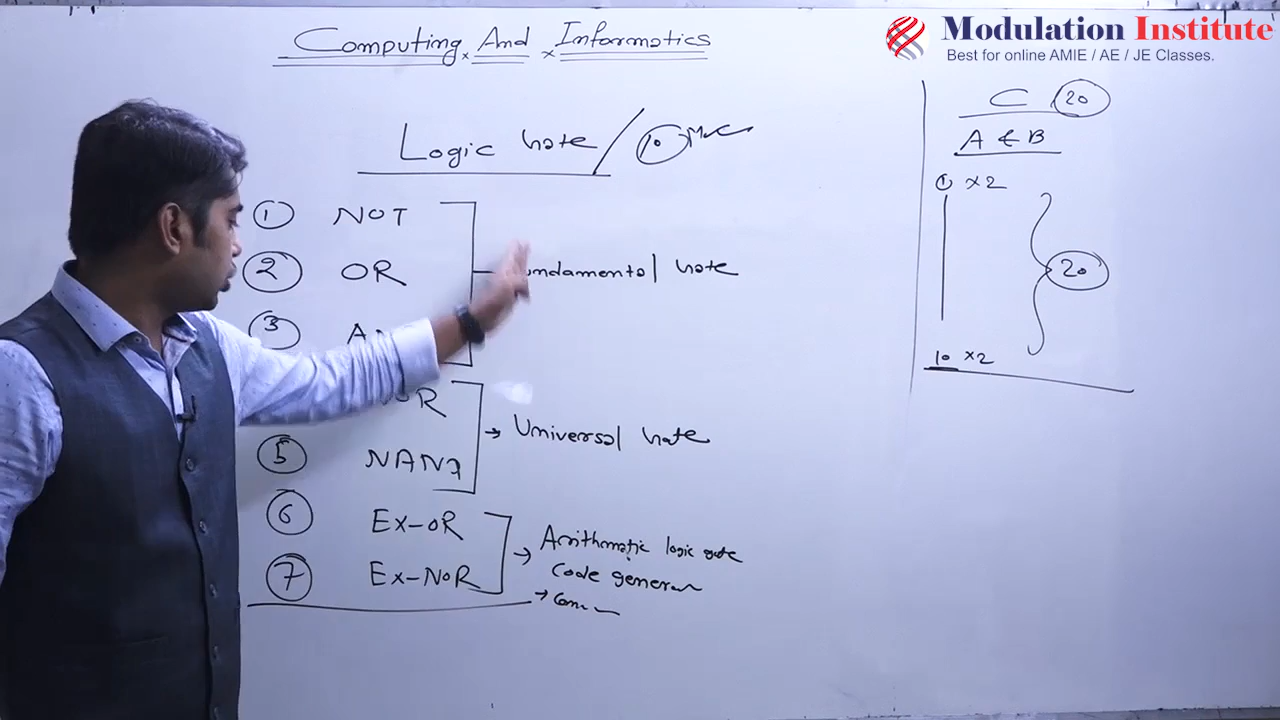 Modulation Institute
Best for online AMIE / AE / JE Classes.
Computing And Informatics
Logic Gate / 10
① NOT
② OR
③
Gate
OR
⑤ NAND
→ Universal Gate
⑥ Ex-OR
⑦ Ex-NOR
→ Arithmatic logic gate
Code
→
C 20
A & B
① x2
20
10 x2